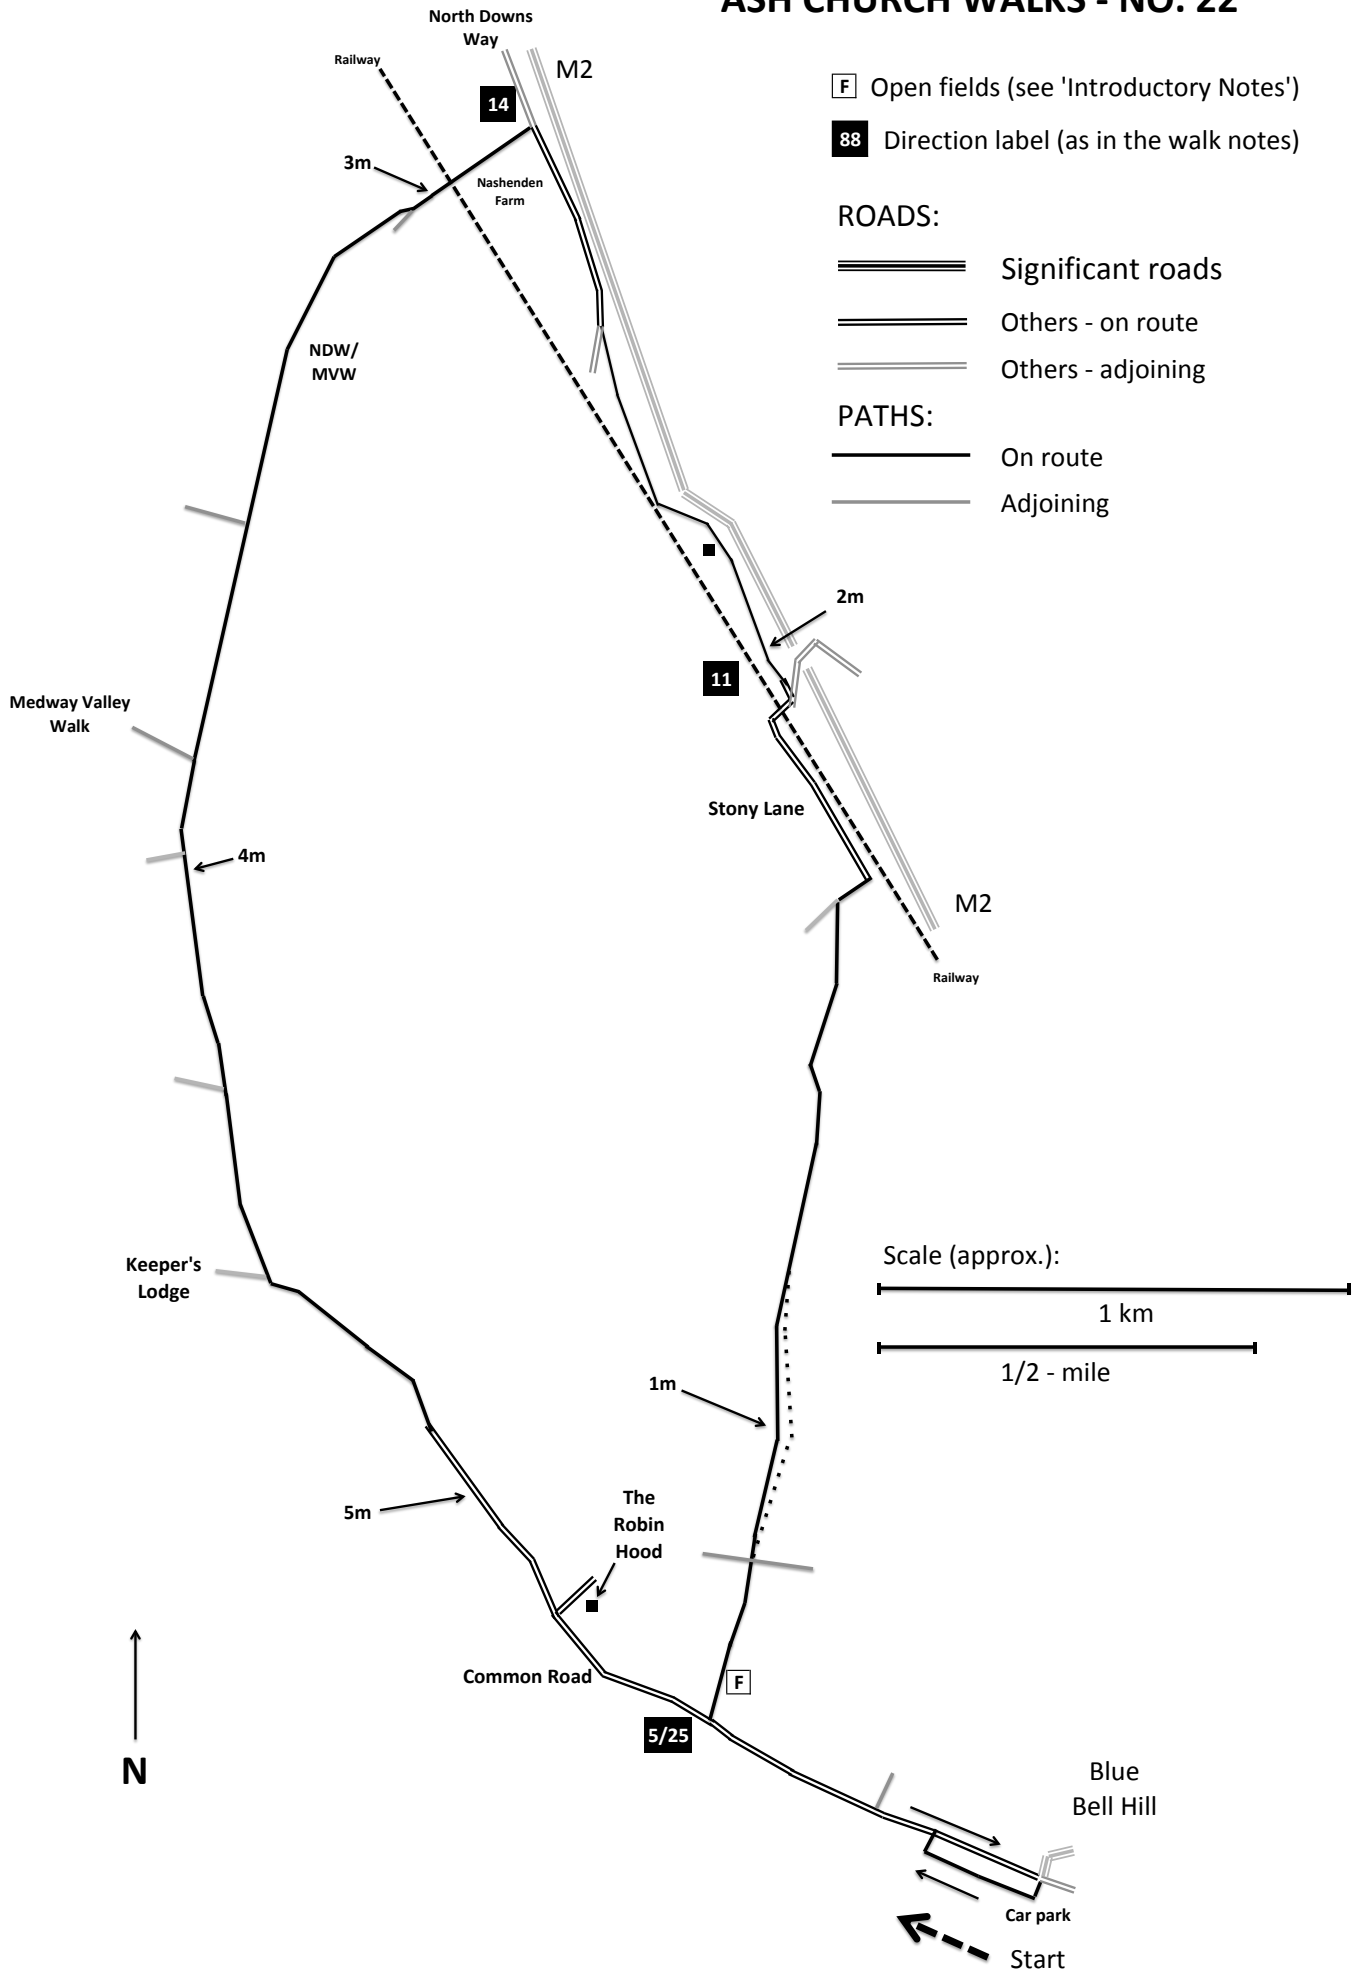 ASH CHURCH WALKS - NO. 22
North Downs
Way
Railway
M2
F Open fields (see 'Introductory Notes')
14
88 Direction label (as in the walk notes)
3m
Nashenden
Farm
ROADS:
Significant roads
Others - on route
NDW/
MVW
Others - adjoining
PATHS:
On route
Adjoining
2m
11
Medway Valley
Walk
Stony Lane
4m
M2
Railway
Keeper's
Lodge
Scale (approx.):
1 km
1/2 - mile
1m
5m
The
Robin
Hood
Common Road
F
5/25
N
Blue
Bell Hill
Car park
Start